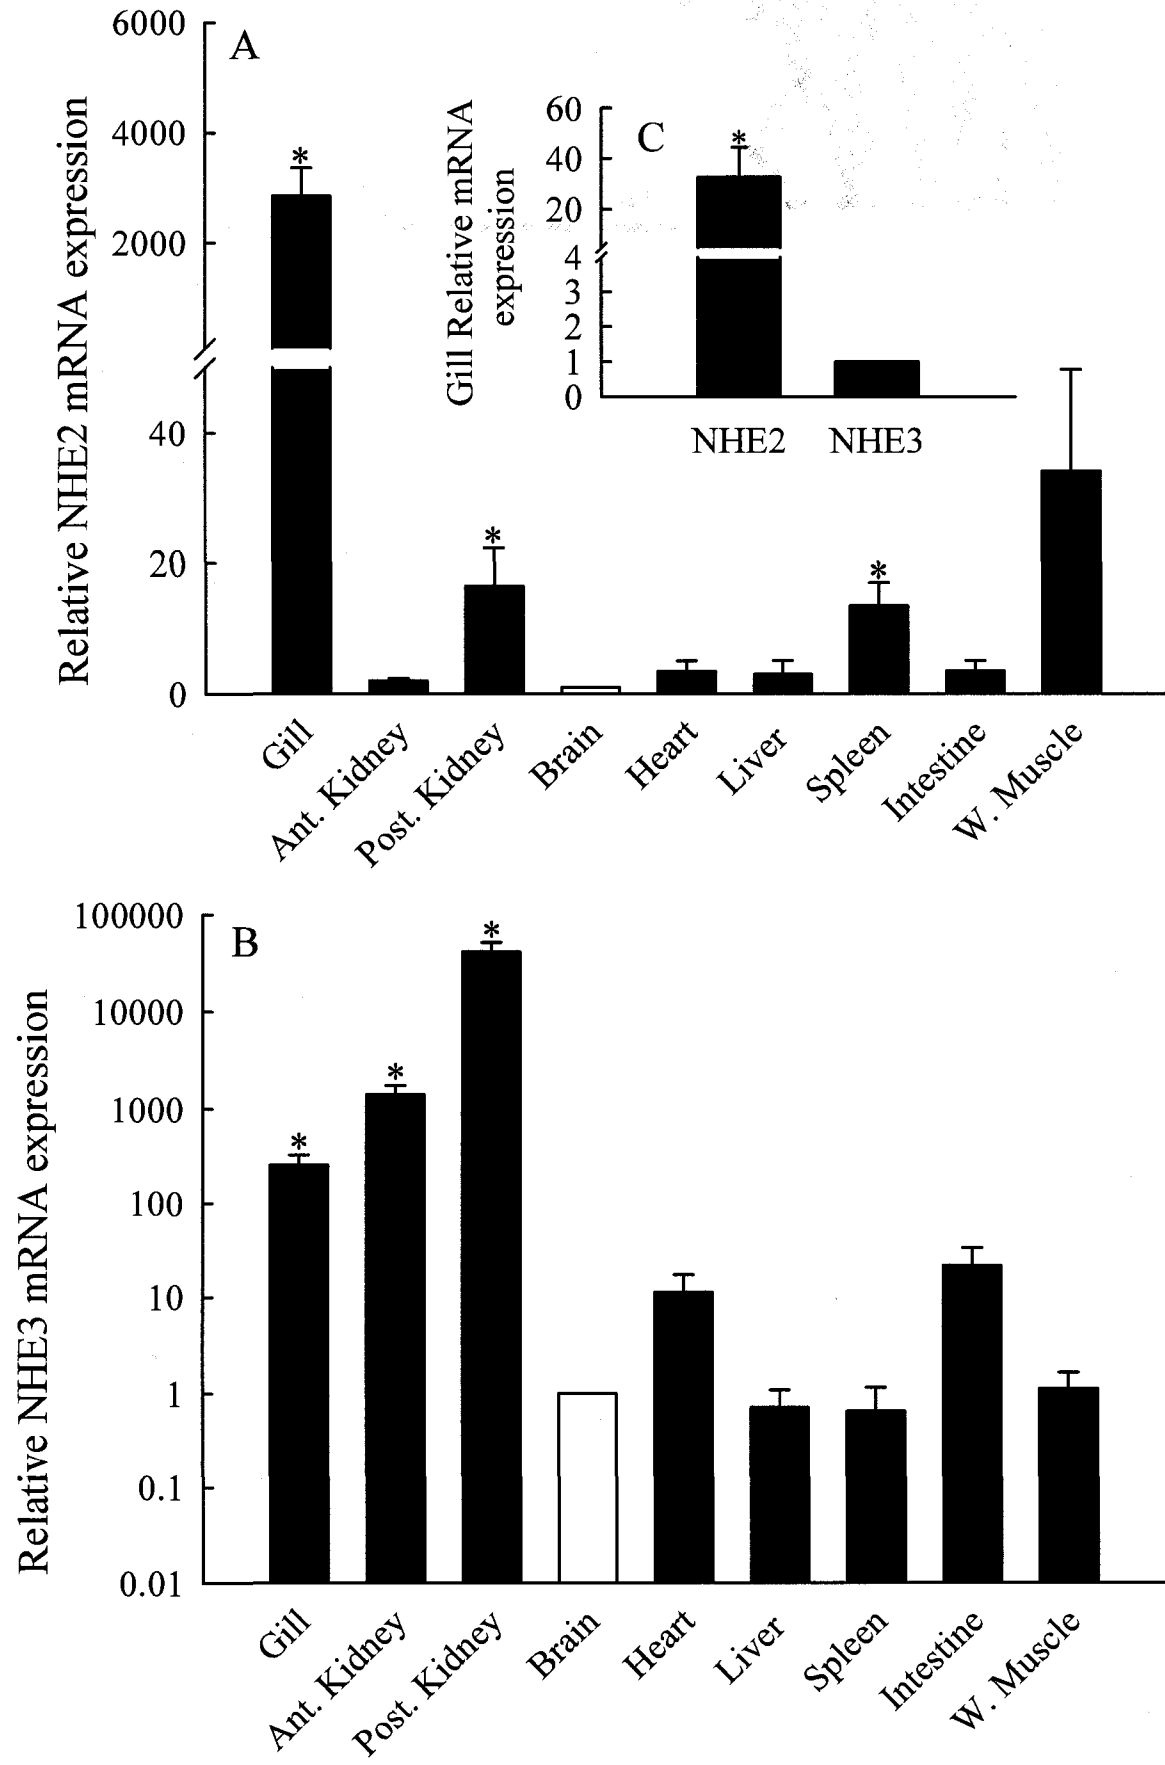 A
Relative NHE2 mRNA expression
6000
4000
2000
40
20
0
*
*
*
Gill
Ant. Kidney
Post. Kidney
Brain
Heart
Liver
Spleen
Intestine
W. Muscle
C
Gill Relative mRNA
expression
60
40
20
4
3
2
1
0
*
NHE2
NHE3
B
Relative NHE3 mRNA expression
100000
10000
1000
100
10
1
0.1
0.01
*
*
*
Gill
Ant. Kidney
Post. Kidney
Brain
Heart
Liver
Spleen
Intestine
W. Muscle